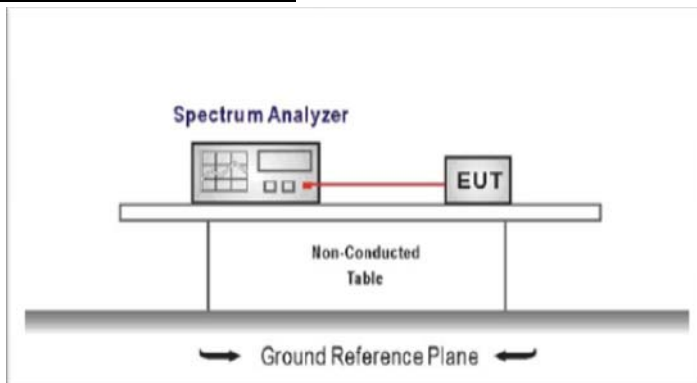 Spectrum Analyzer
EUT
Non-Conducted
Table
Ground Reference Plane